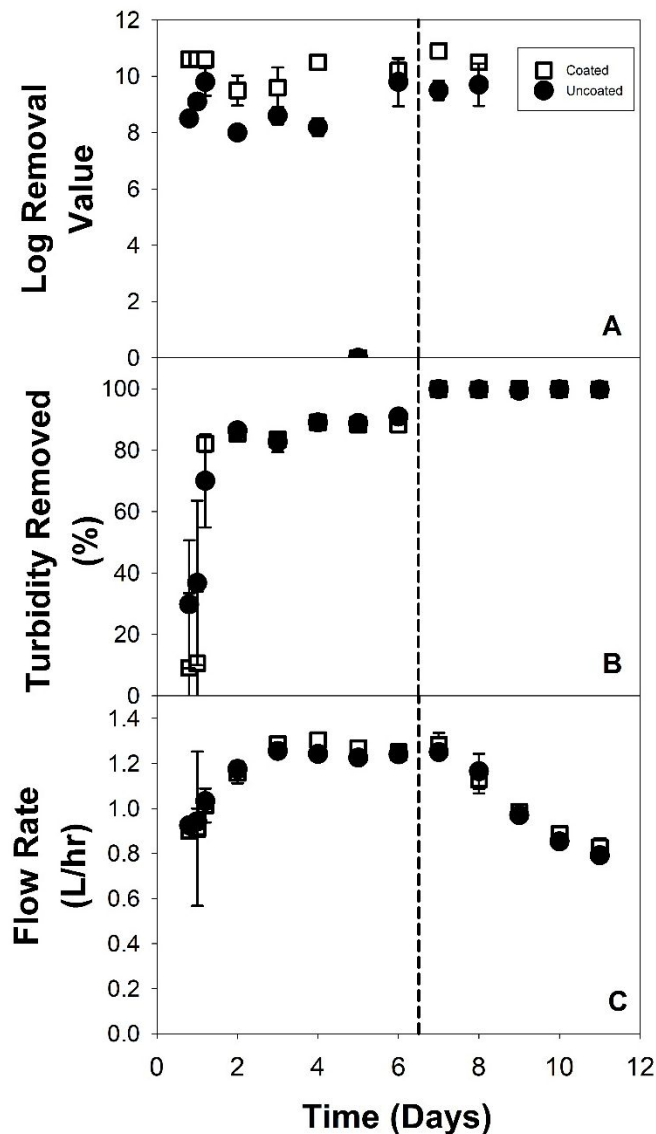 12
10
8
6
4
2
0
Log Removal
Value
Coated
Uncoated
A
100
80
60
40
20
0
Turbidity Removed
(%)
B
1.4
1.2
1.0
0.8
0.6
0.4
0.2
0.0
Flow Rate
(L/hr)
C
0 2 4 6 8 10 12
Time (Days)